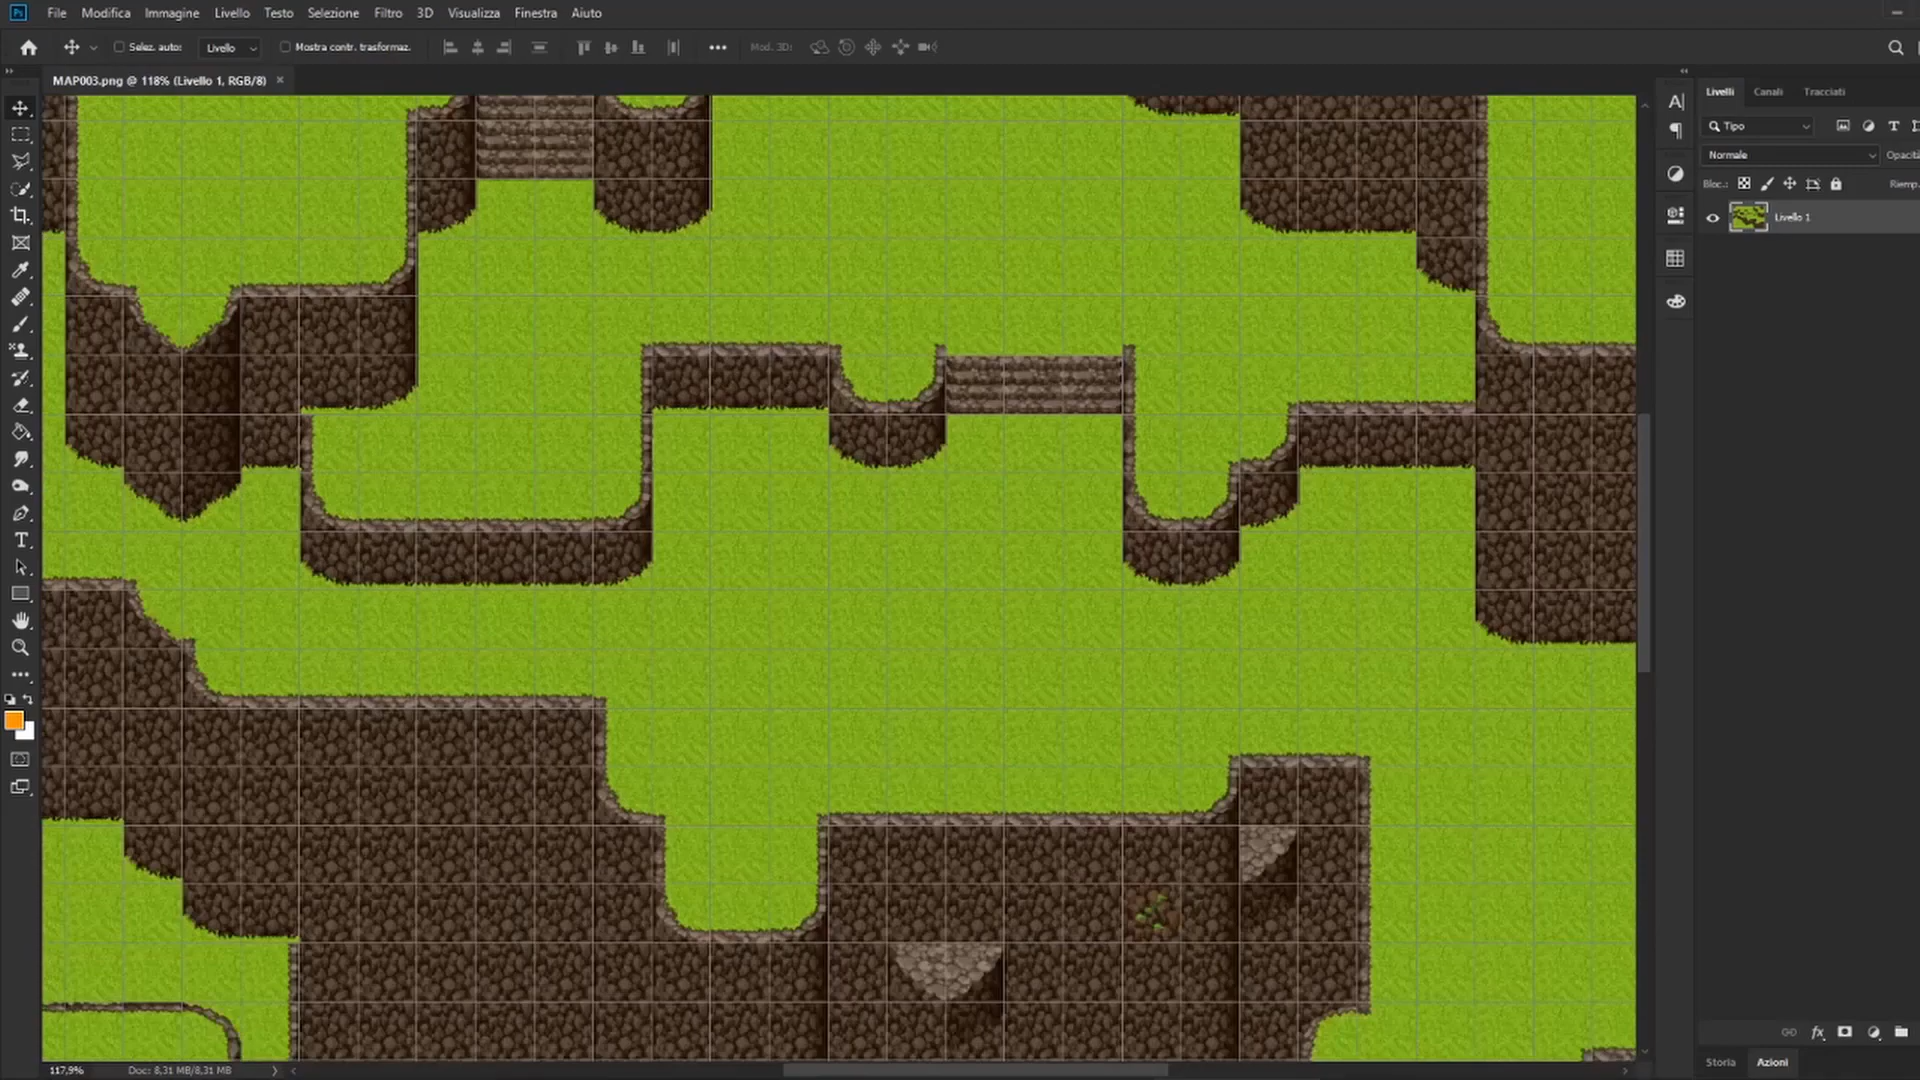 Ps File Modifica Immagine Livello Testo Selezione Filtro 3D Visualizza Finestra Aiuto
Selez. auto: Livello Mostra contr. trasformaz. Mod. 3D:
MAP003.png @ 118% (Livello 1, RGB/8)
Livelli Canali Tracciati
Tipo
Normale Opacità
Bloc.: Riemp.
Livello 1
117,9% Doc: 8,31 MB/8,31 MB
Storia Azioni